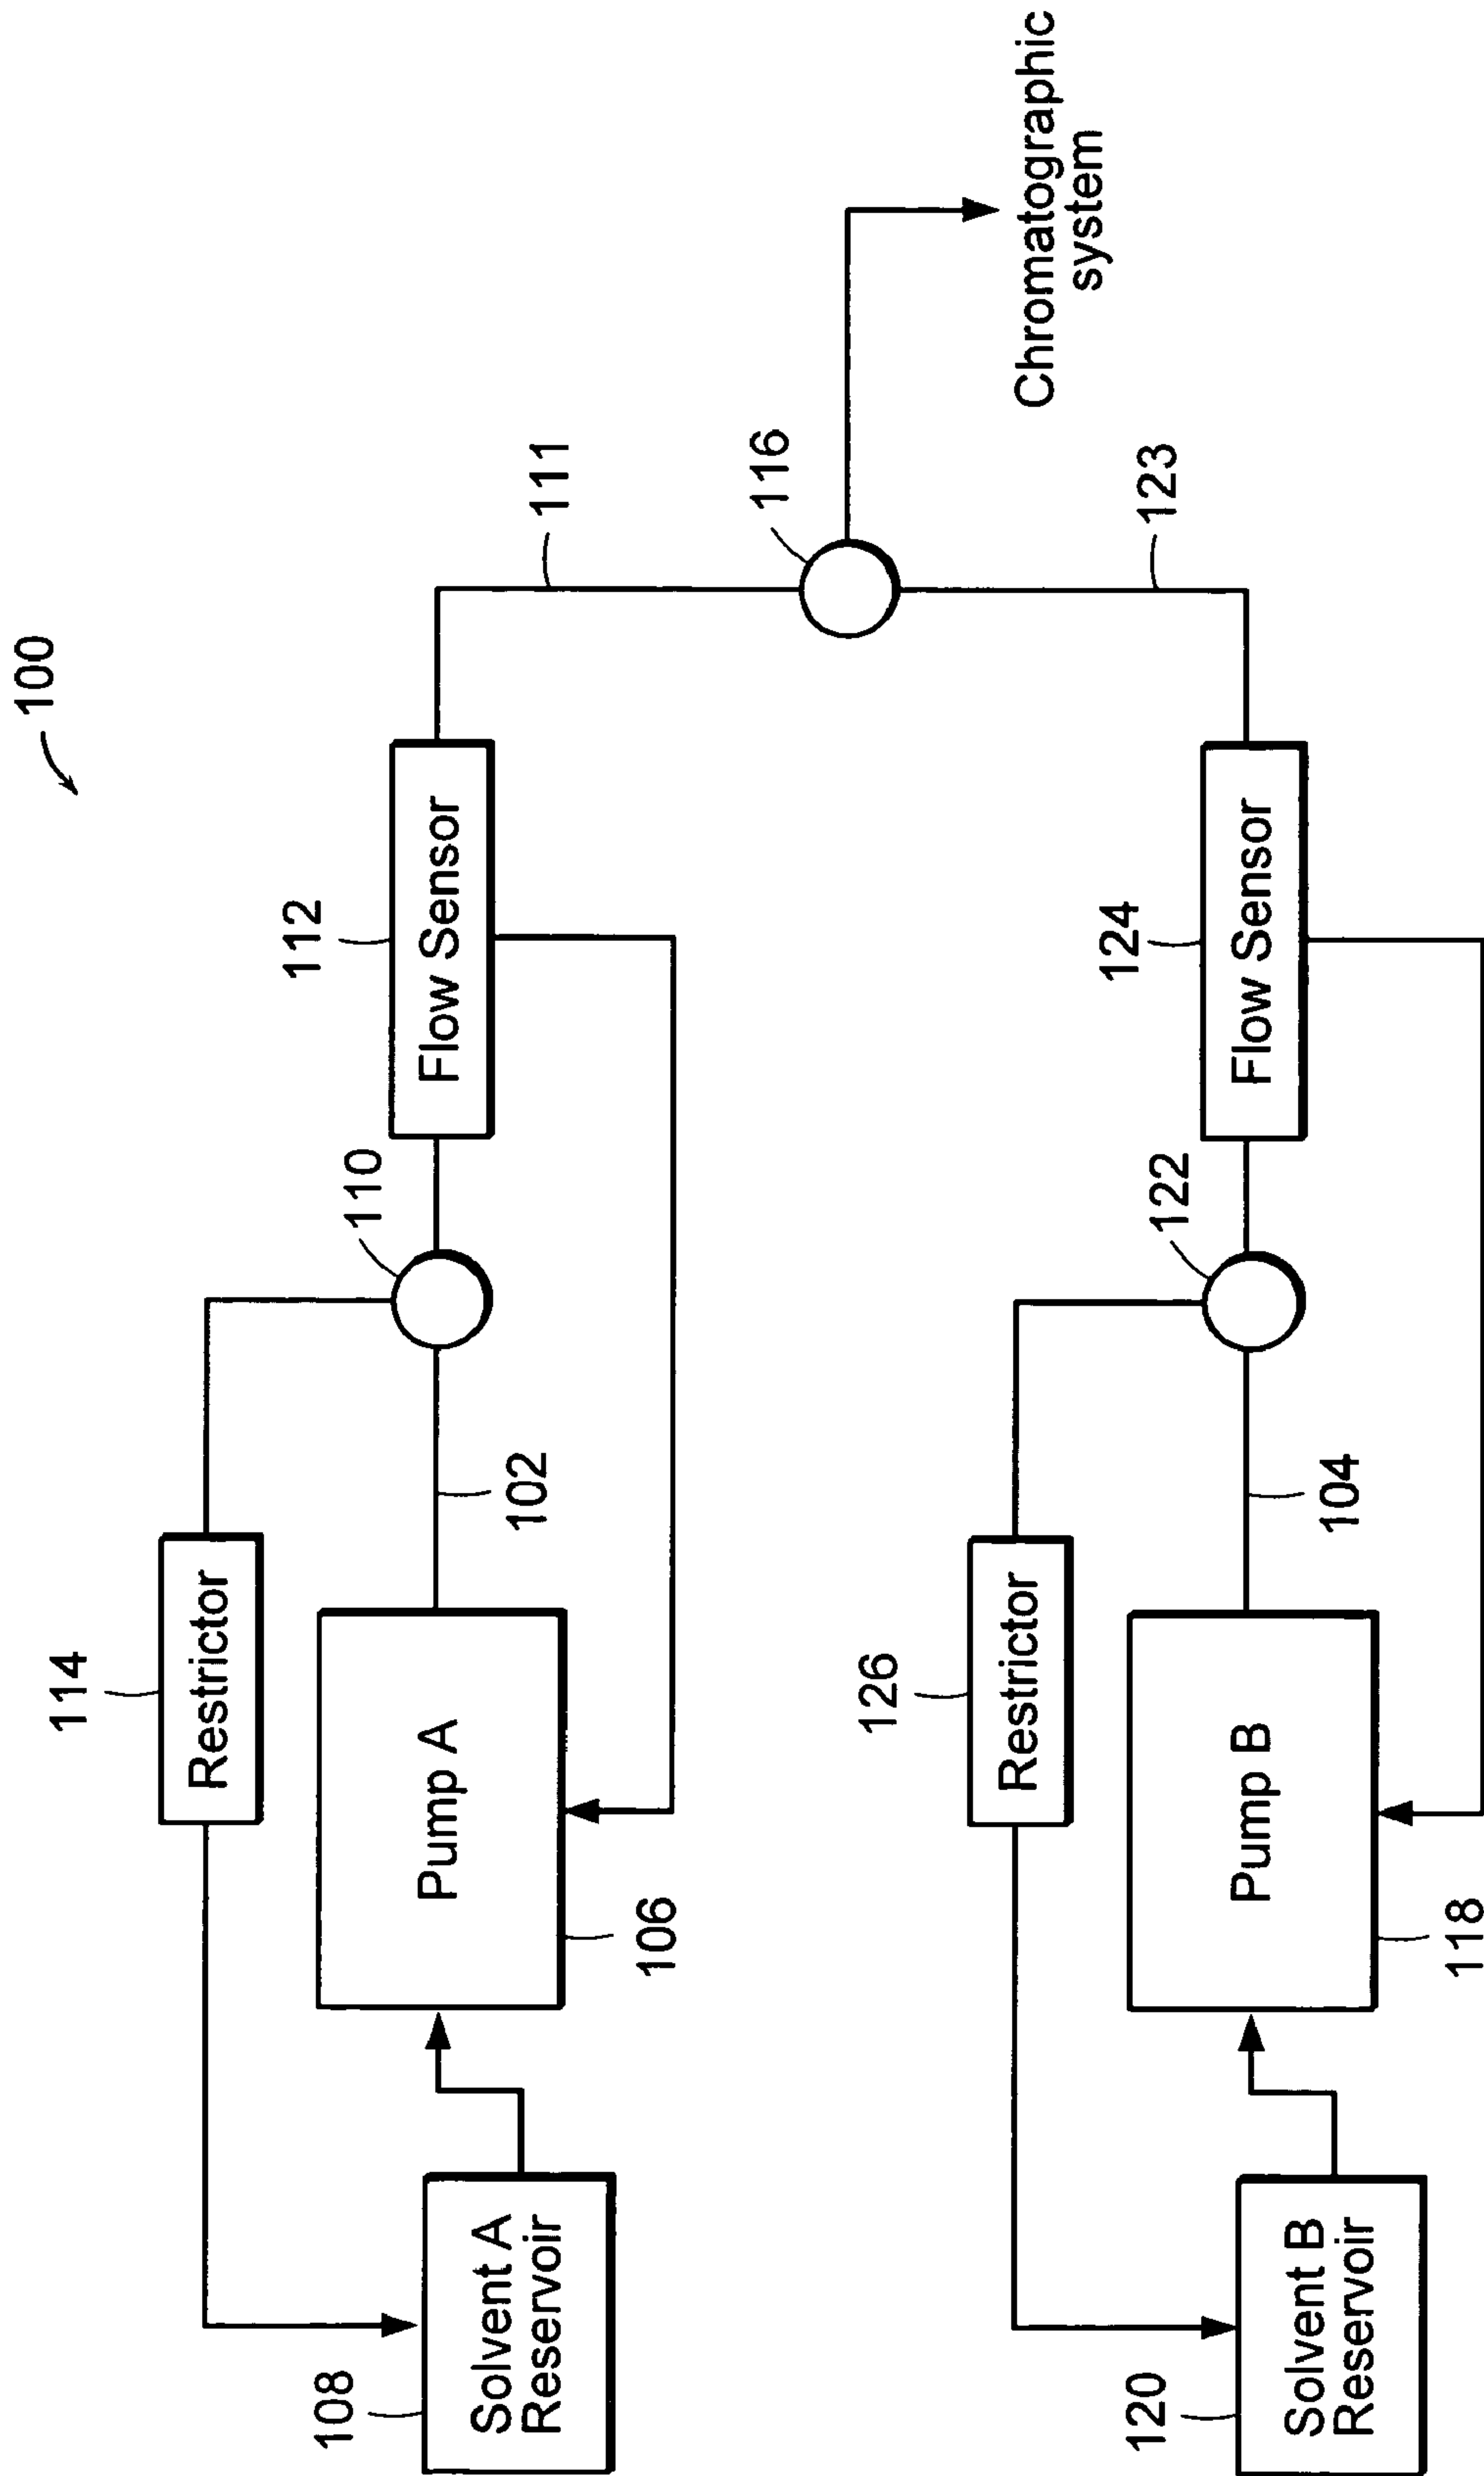 100
114
Restrictor
110
112
Flow Sensor
111
Pump A
102
106
108
Solvent A
Reservoir
116
Chromatographic
system
123
126
Restrictor
122
124
Flow Sensor
Pump B
104
118
120
Solvent B
Reservoir